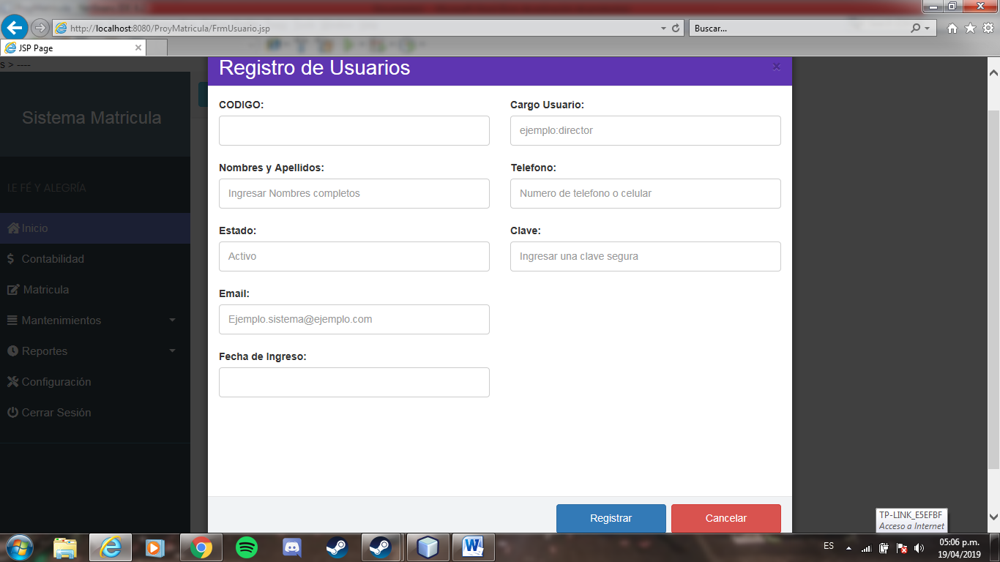 http://localhost:8080/ProyMatricula/FrmUsuario.jsp
Buscar...
JSP Page
s > ----
Registro de Usuarios
×
Sistema Matricula
I.E FÉ Y ALEGRÍA
Inicio
Contabilidad
Matricula
Mantenimientos
Reportes
Configuración
Cerrar Sesión
CODIGO:
Cargo Usuario:
ejemplo:director
Nombres y Apellidos:
Telefono:
Ingresar Nombres completos
Numero de telefono o celular
Estado:
Clave:
Activo
Ingresar una clave segura
Email:
Ejemplo.sistema@ejemplo.com
Fecha de Ingreso:
Registrar
Cancelar
TP-LINK_E5EFBF
Acceso a Internet
ES
05:06 p.m.
19/04/2019